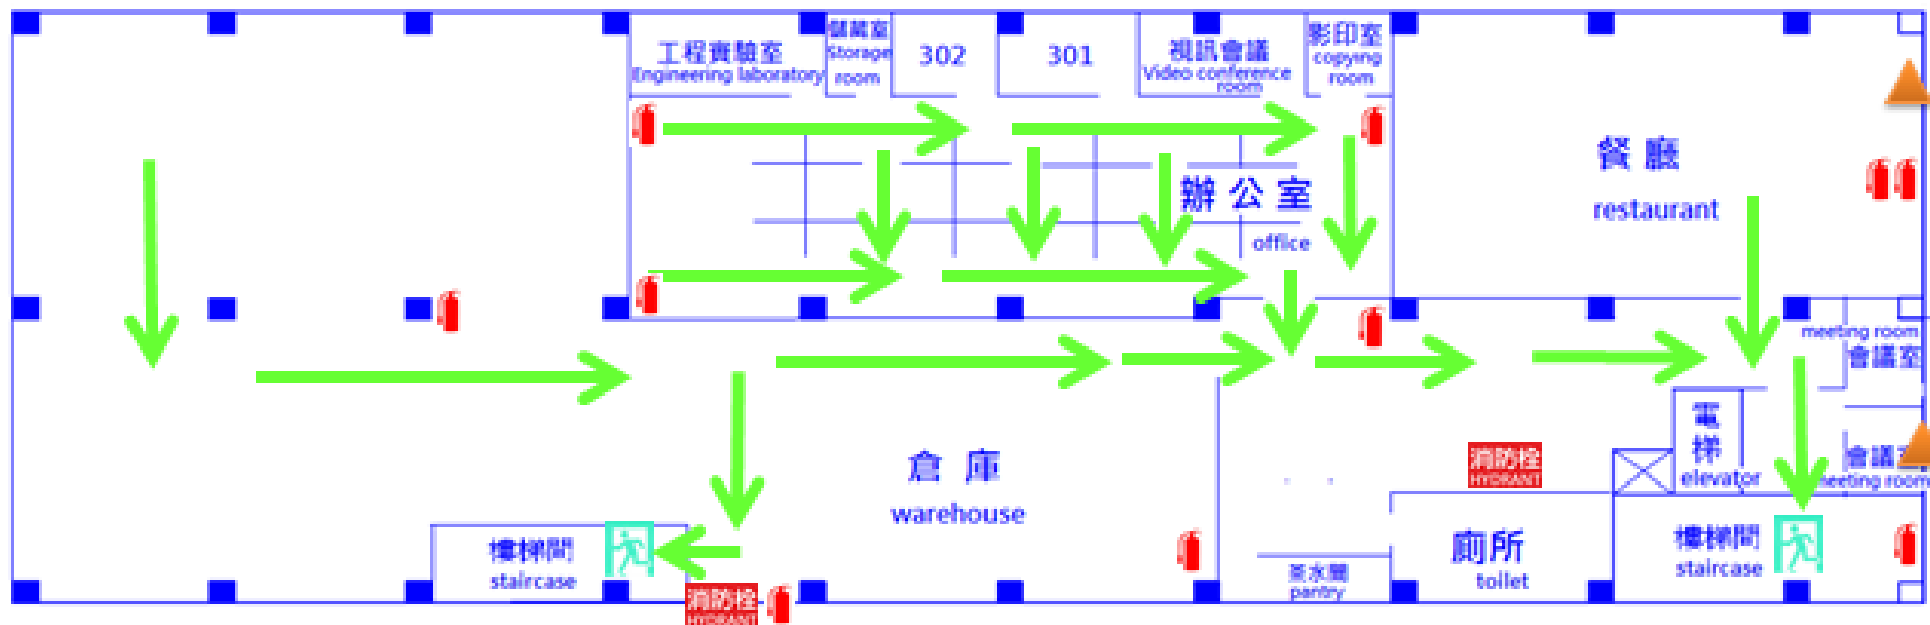 工程實驗室
Engineering laboratory
儲藏室
Storage
room
302
301
視訊會議
Video conference
room
影印室
copying
room
餐廳
restaurant
辦公室
office
meeting room
會議室
電
梯
elevator
會議室
meeting room
消防栓
HYDRANT
倉庫
warehouse
樓梯間
staircase
消防栓
HYDRANT
茶水間
pantry
廁所
toilet
樓梯間
staircase